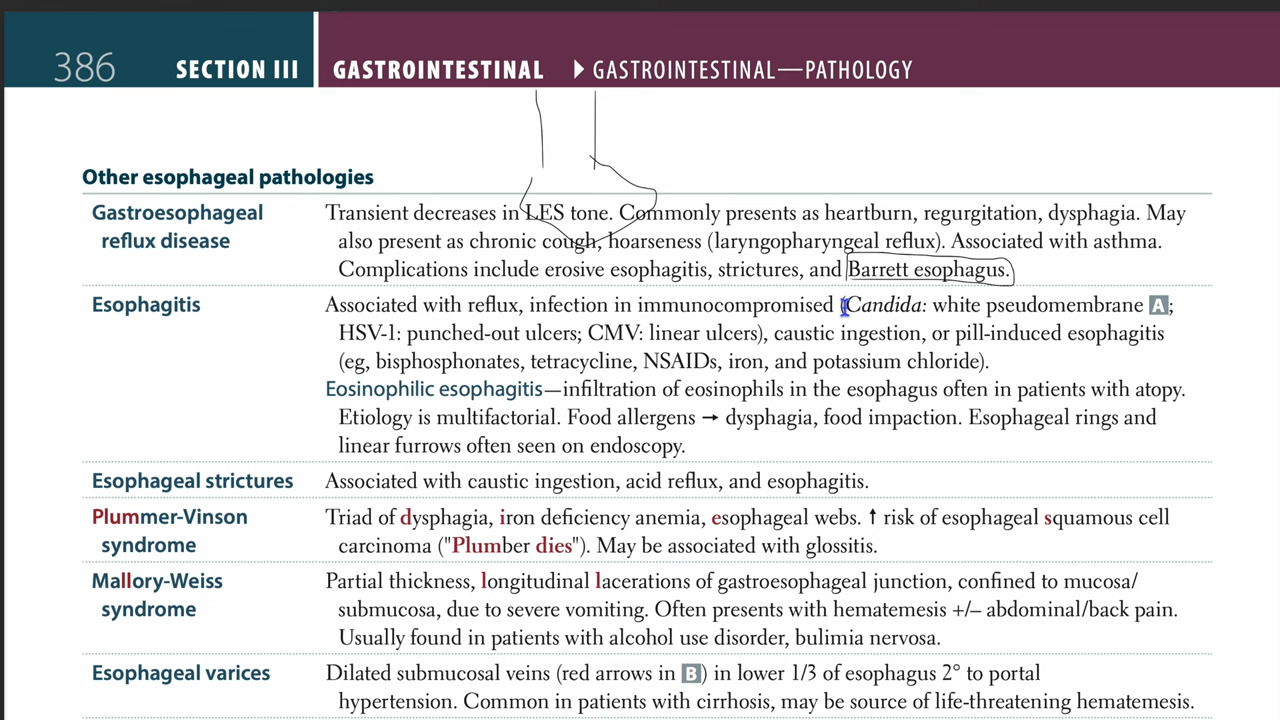 386 SECTION III GASTROINTESTINAL ▶ GASTROINTESTINAL—PATHOLOGY
Other esophageal pathologies
Gastroesophageal reflux disease
Transient decreases in LES tone. Commonly presents as heartburn, regurgitation, dysphagia. May
also present as chronic cough, hoarseness (laryngopharyngeal reflux). Associated with asthma.
Complications include erosive esophagitis, strictures, and Barrett esophagus.
Esophagitis
Associated with reflux, infection in immunocompromised (Candida: white pseudomembrane A;
HSV-1: punched-out ulcers; CMV: linear ulcers), caustic ingestion, or pill-induced esophagitis
(eg, bisphosphonates, tetracycline, NSAIDs, iron, and potassium chloride).
Eosinophilic esophagitis—infiltration of eosinophils in the esophagus often in patients with atopy.
Etiology is multifactorial. Food allergens → dysphagia, food impaction. Esophageal rings and
linear furrows often seen on endoscopy.
Esophageal strictures
Associated with caustic ingestion, acid reflux, and esophagitis.
Plummer-Vinson syndrome
Triad of dysphagia, iron deficiency anemia, esophageal webs. ↑ risk of esophageal squamous cell
carcinoma ("Plumber dies"). May be associated with glossitis.
Mallory-Weiss syndrome
Partial thickness, longitudinal lacerations of gastroesophageal junction, confined to mucosa/
submucosa, due to severe vomiting. Often presents with hematemesis +/– abdominal/back pain.
Usually found in patients with alcohol use disorder, bulimia nervosa.
Esophageal varices
Dilated submucosal veins (red arrows in B) in lower 1/3 of esophagus 2° to portal
hypertension. Common in patients with cirrhosis, may be source of life-threatening hematemesis.